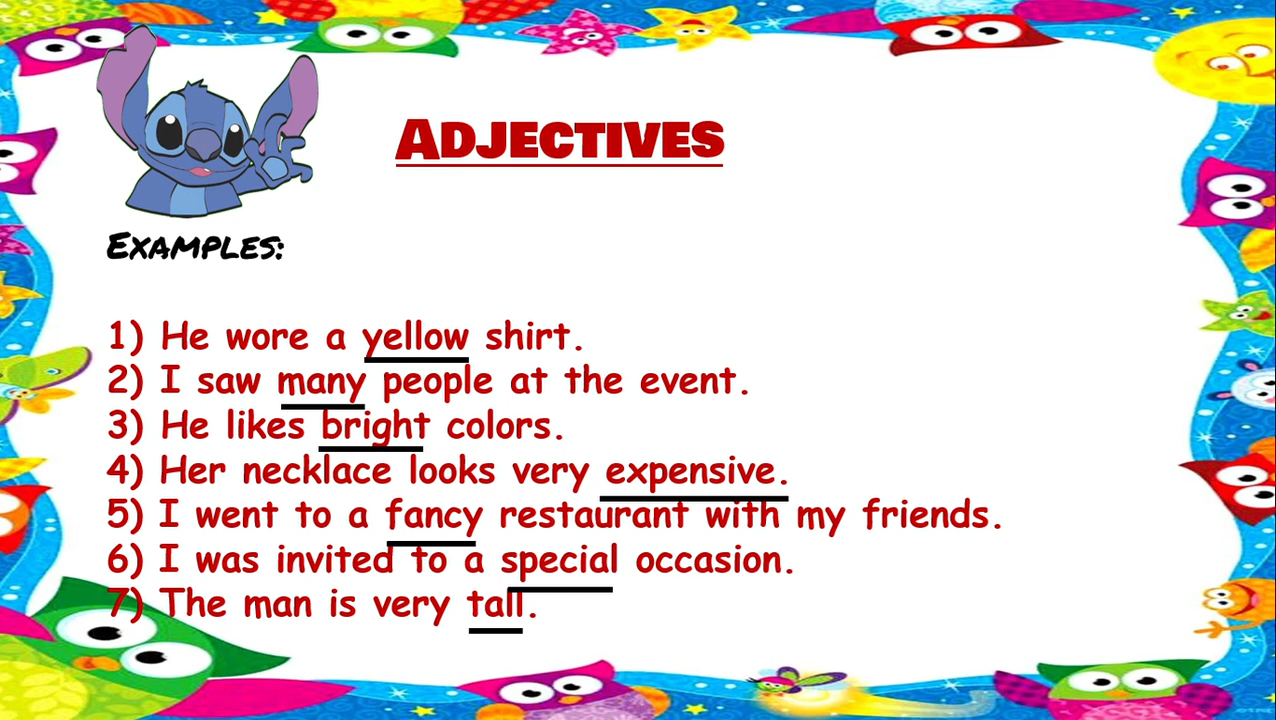 ADJECTIVES
EXAMPLES:
1) He wore a yellow shirt.
2) I saw many people at the event.
3) He likes bright colors.
4) Her necklace looks very expensive.
5) I went to a fancy restaurant with my friends.
6) I was invited to a special occasion.
7) The man is very tall.